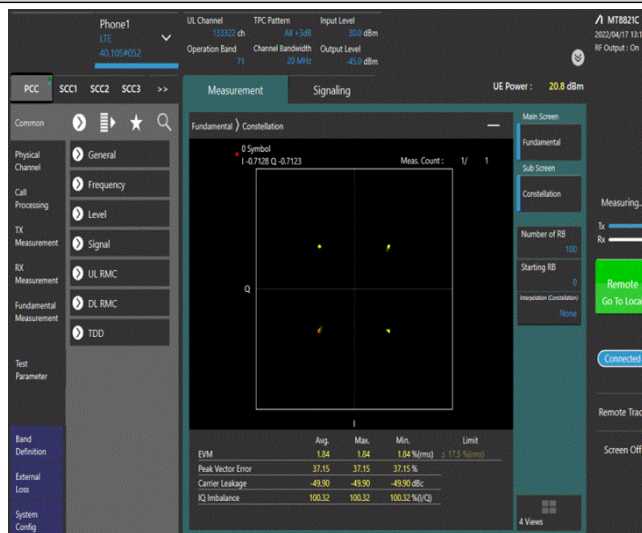 Phone1
LTE
40.105#052
UL Channel
133322 ch
TPC Pattern
All +3dB
Input Level
30.0 dBm
Operation Band
71
Channel Bandwidth
20 MHz
Output Level
-45.0 dBm
MT8821C
2022/04/17 13:1
RF Output : On
PCC
SCC1
SCC2
SCC3
>>
Measurement
Signaling
UE Power :
20.8 dBm
Common
Physical
Channel
Call
Processing
TX
Measurement
RX
Measurement
Fundamental
Measurement
Test
Parameter
Band
Definition
External
Loss
System
Config
General
Frequency
Level
Signal
UL RMC
DL RMC
TDD
Fundamental 〉 Constellation
0 Symbol
I -0.7128 Q -0.7123
Meas. Count :
1/
1
Q
I
Avg.
Max.
Min.
Limit
EVM
1.84
1.84
1.84 %(rms)
≤ 17.5 %(rms)
Peak Vector Error
37.15
37.15
37.15 %
Carrier Leakage
-49.90
-49.90
-49.90 dBc
IQ Imbalance
100.32
100.32
100.32 %(I/Q)
Main Screen
Fundamental
Sub Screen
Constellation
Number of RB
100
Starting RB
0
Interpolation (Constellation)
None
4 Views
Measuring..
Tx
Rx
Remote
Go To Loca
Connected
Remote Trac
Screen Off